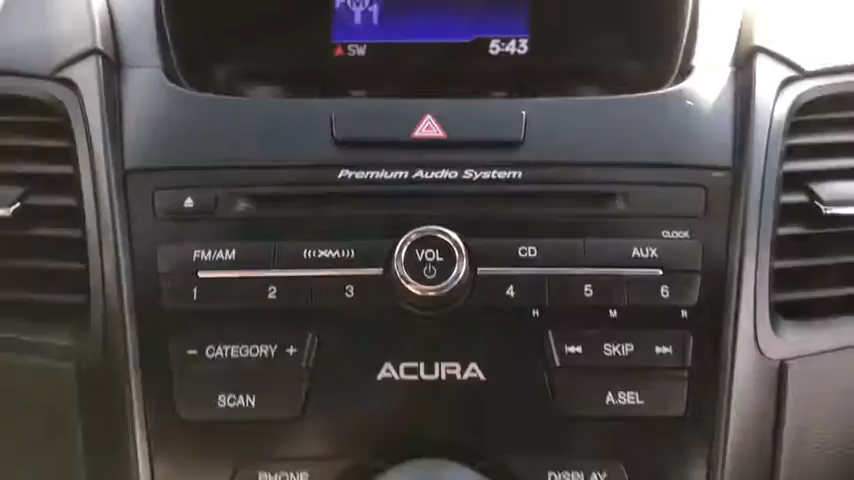 FM
Y1
SW 5:43
Premium Audio System
CLOCK
FM/AM XM VOL CD AUX
1 2 3 4 5 6
H M R
− CATEGORY + SKIP
ACURA
SCAN A.SEL
PHONE DISPLAY